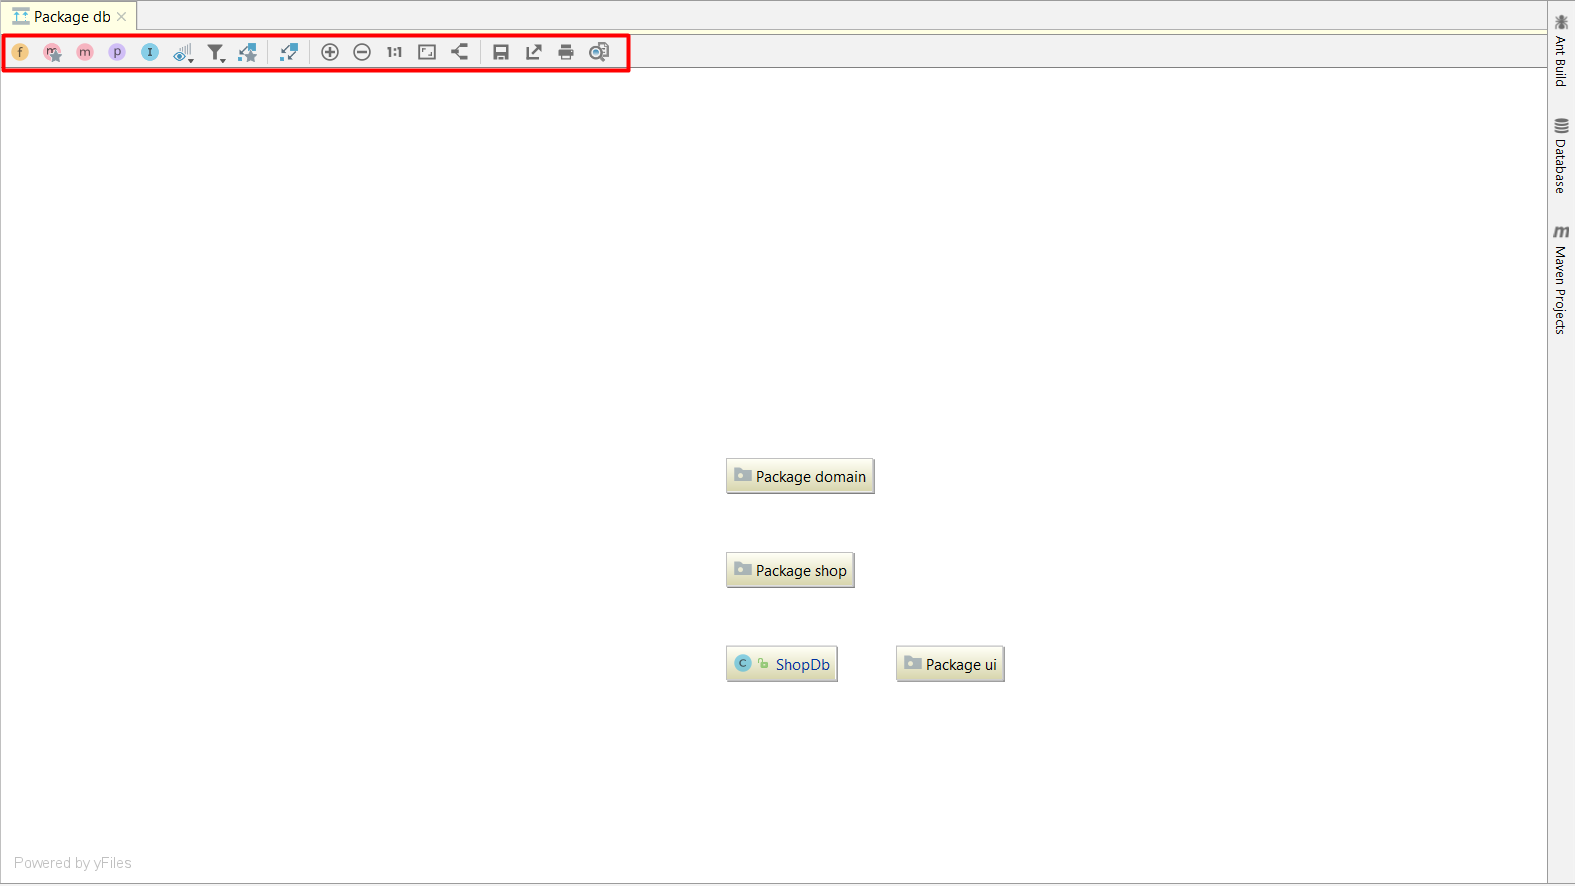 Package db
f m m p I 1:1
Package domain
Package shop
C ShopDb
Package ui
Powered by yFiles
Ant Build
Database
m Maven Projects